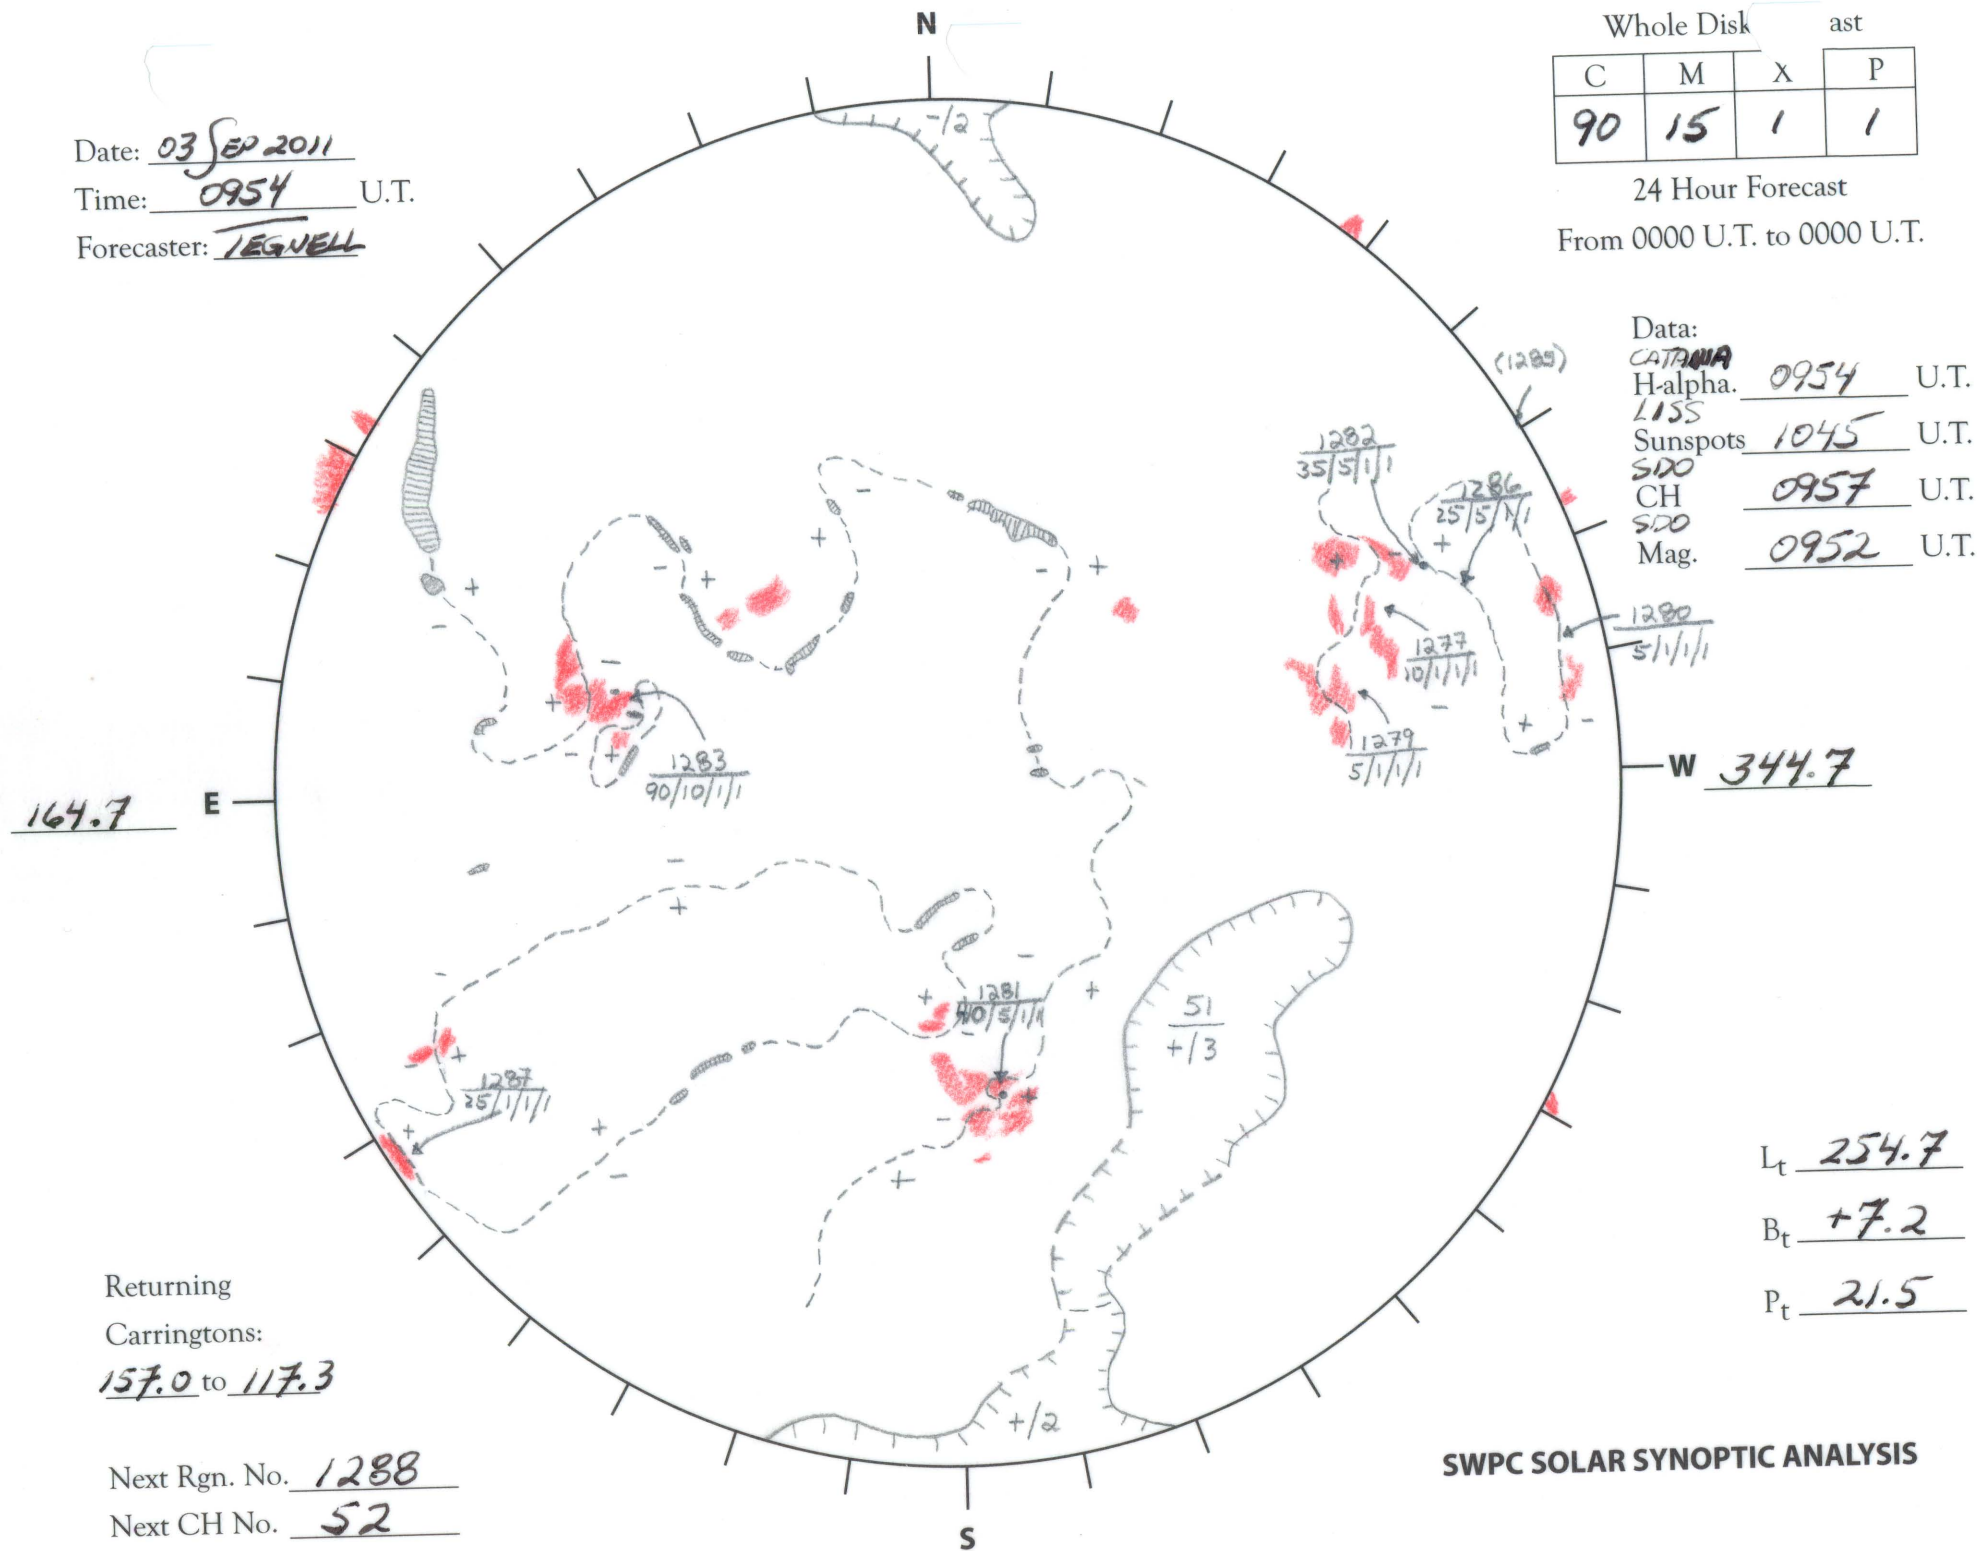 N
Whole Disk ast
C M X P
90 15 1 1
24 Hour Forecast
From 0000 U.T. to 0000 U.T.
Date: 03 SEP 2011
Time: 0954 U.T.
Forecaster: TEGNELL
-/2
Data:
CATANIA
H-alpha. 0954 U.T.
LISS
Sunspots 1045 U.T.
SDO
CH 0957 U.T.
SDO
Mag. 0952 U.T.
(1285)
1282
35/5/1/1
1286
25/5/1/1
1280
5/1/1/1
1277
10/1/1/1
1279
5/1/1/1
1283
90/10/1/1
E 164.7
W 344.7
1281
40/5/1/1
51
+/3
1287
25/1/1/1
Lt 254.7
Bt +7.2
Pt 21.5
Returning
Carringtons:
157.0 to 117.3
+/2
Next Rgn. No. 1288
Next CH No. 52
SWPC SOLAR SYNOPTIC ANALYSIS
S